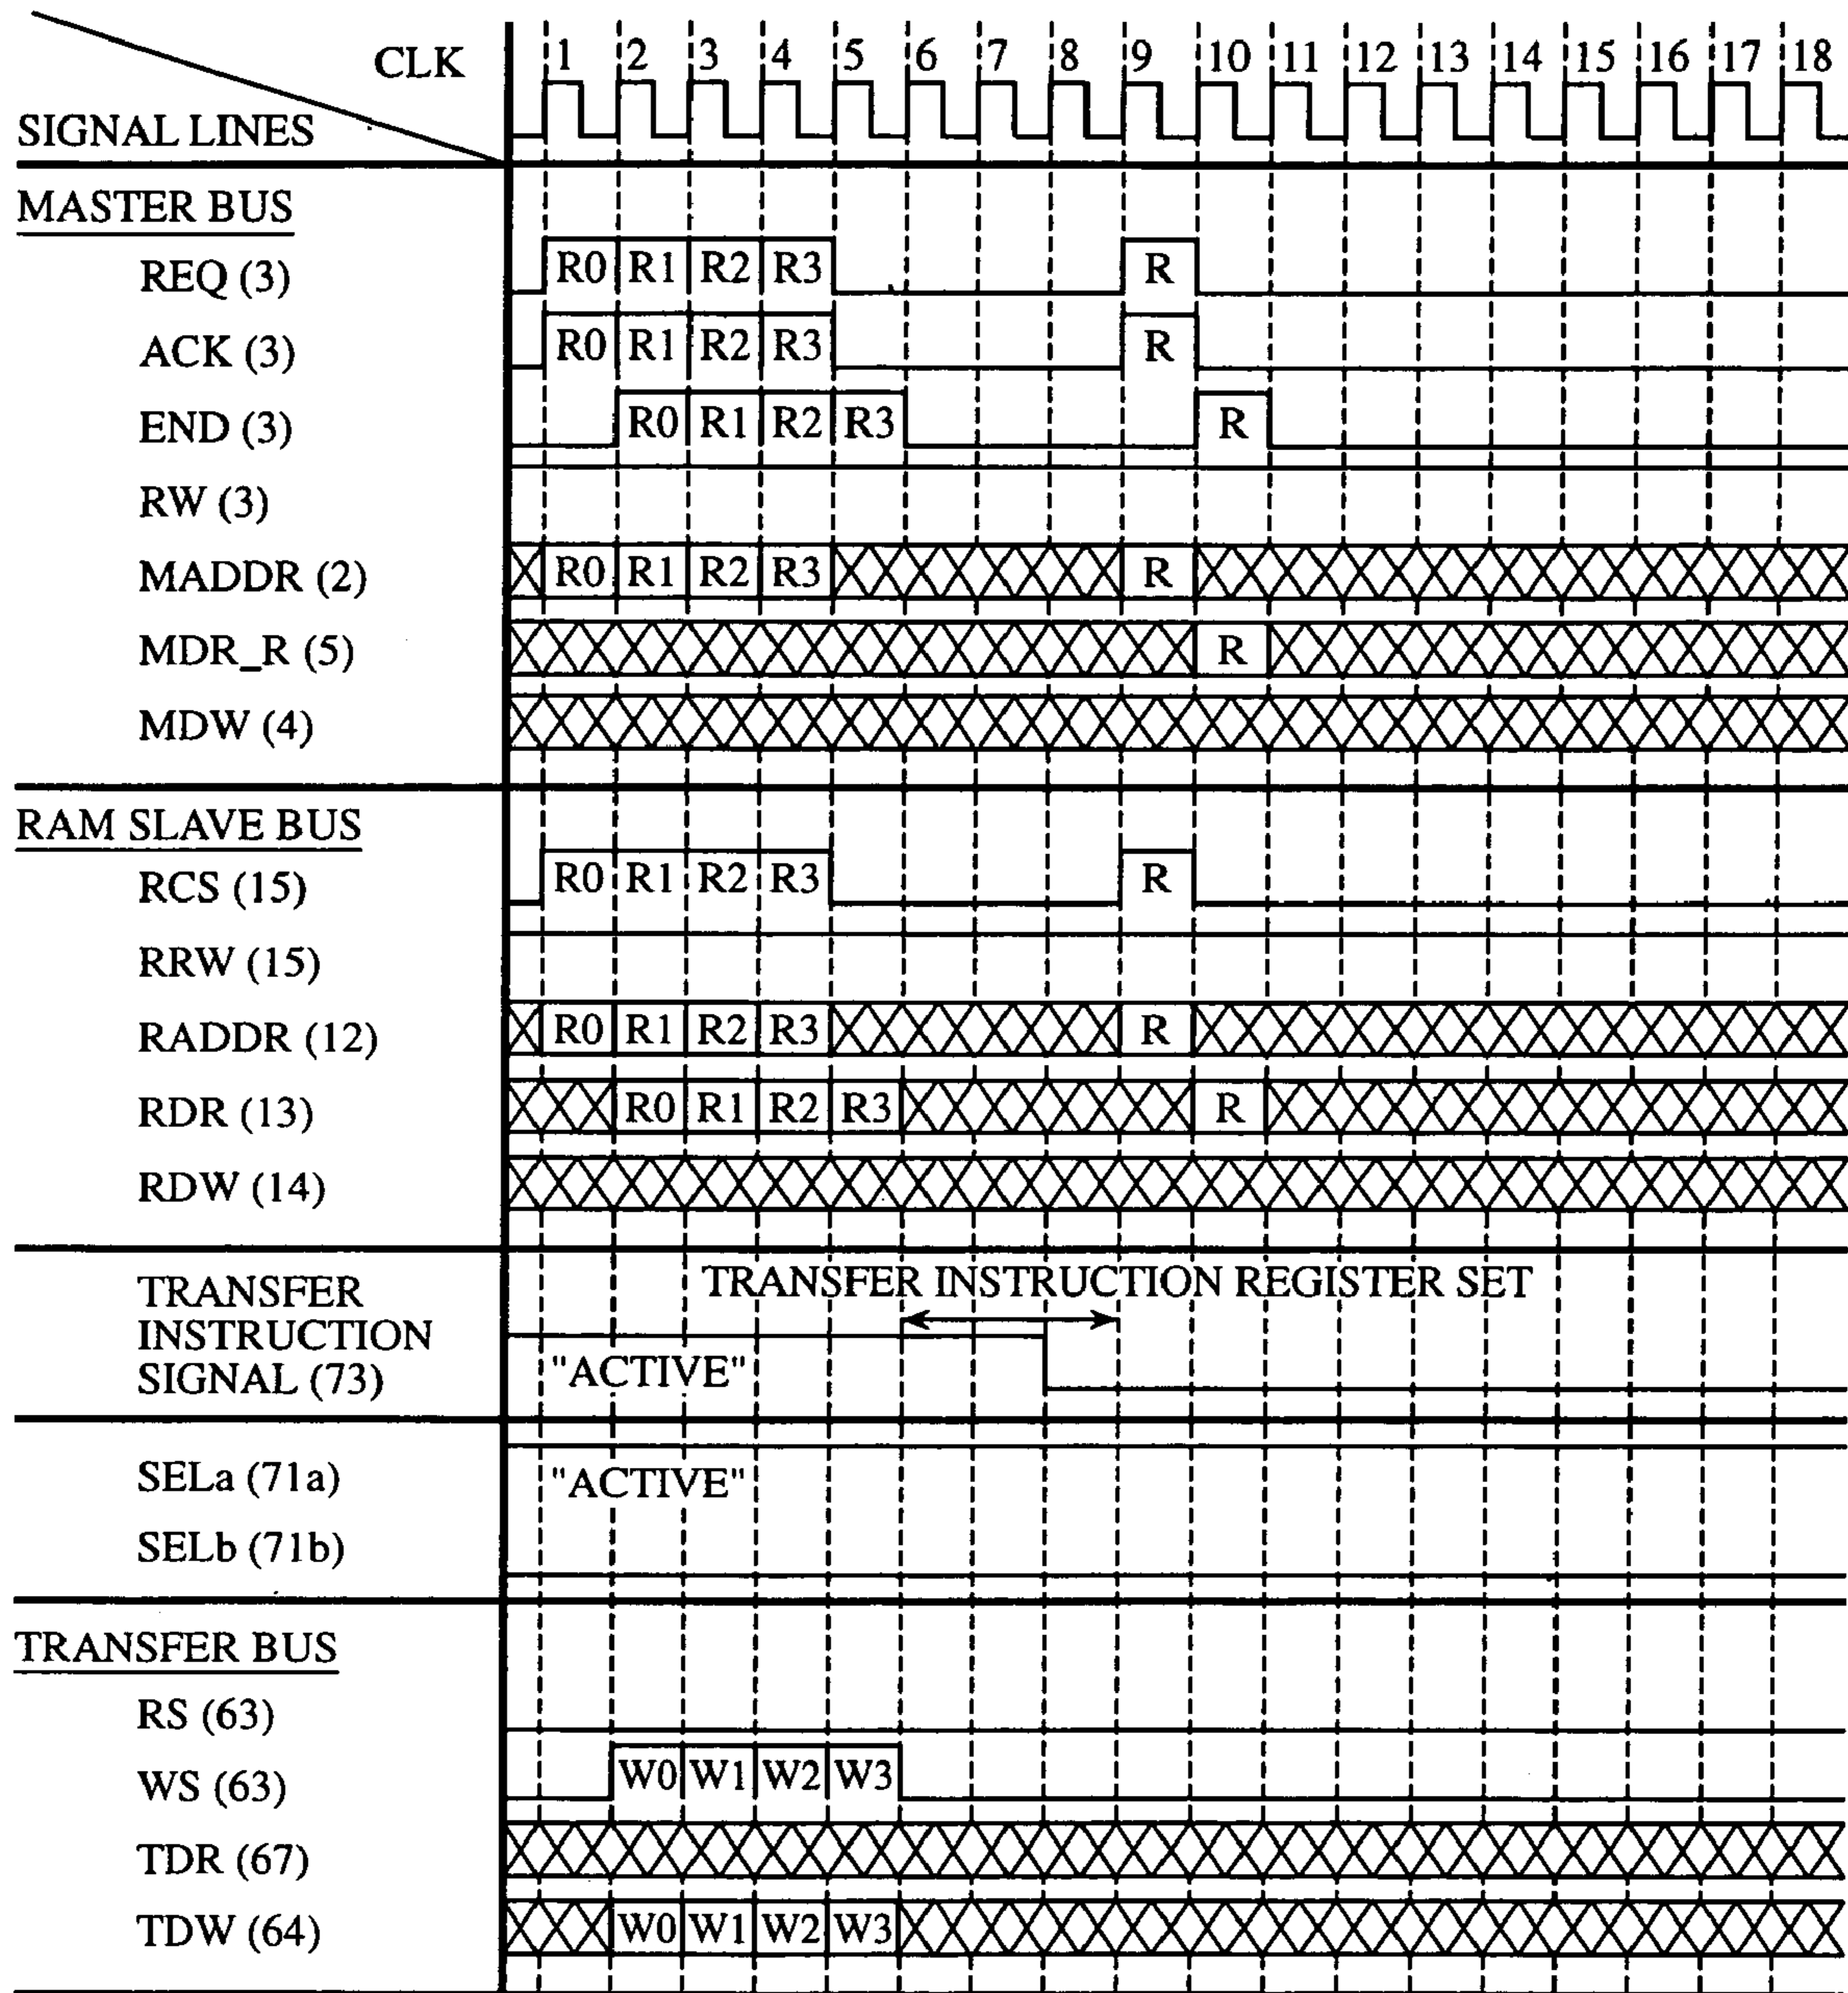 CLK 1 2 3 4 5 6 7 8 9 10 11 12 13 14 15 16 17 18
SIGNAL LINES
MASTER BUS
REQ (3) R0 R1 R2 R3 R
ACK (3) R0 R1 R2 R3 R
END (3) R0 R1 R2 R3 R
RW (3)
MADDR (2) R0 R1 R2 R3 R
MDR_R (5) R
MDW (4)
RAM SLAVE BUS
RCS (15) R0 R1 R2 R3 R
RRW (15)
RADDR (12) R0 R1 R2 R3 R
RDR (13) R0 R1 R2 R3 R
RDW (14)
TRANSFER INSTRUCTION REGISTER SET
TRANSFER
INSTRUCTION
SIGNAL (73) "ACTIVE"
SELa (71a) "ACTIVE"
SELb (71b)
TRANSFER BUS
RS (63)
WS (63) W0 W1 W2 W3
TDR (67)
TDW (64) W0 W1 W2 W3